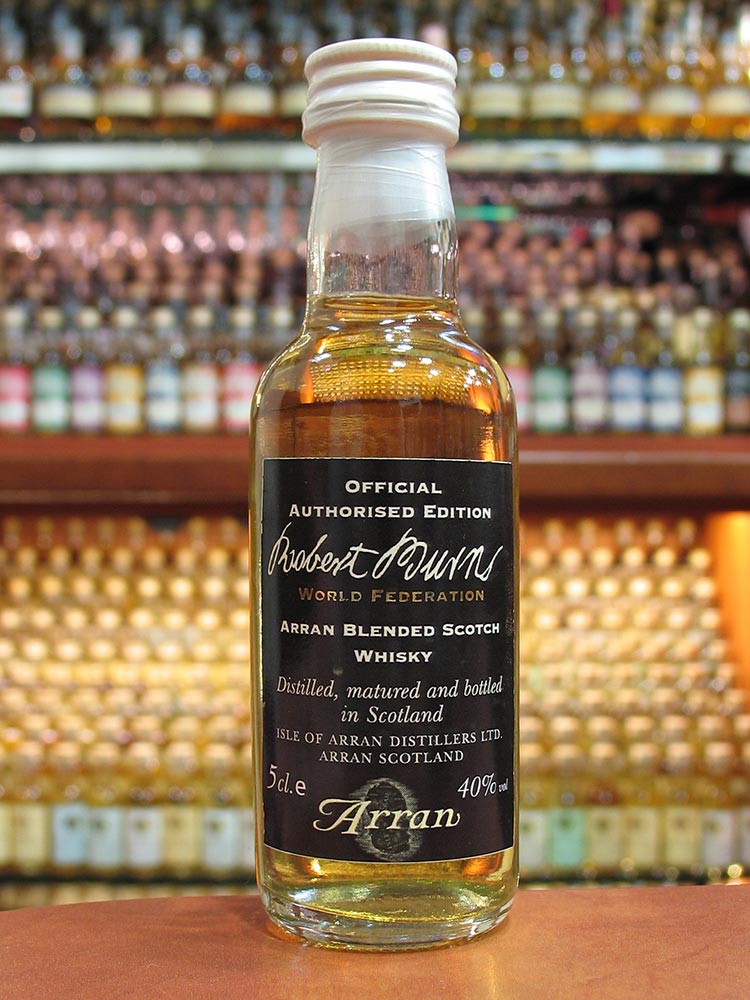 OFFICIAL
AUTHORISED EDITION
Robert Burns
WORLD FEDERATION
ARRAN BLENDED SCOTCH
WHISKY
Distilled, matured and bottled
in Scotland
ISLE OF ARRAN DISTILLERS LTD.
ARRAN SCOTLAND
5cl.e 40% vol
Arran